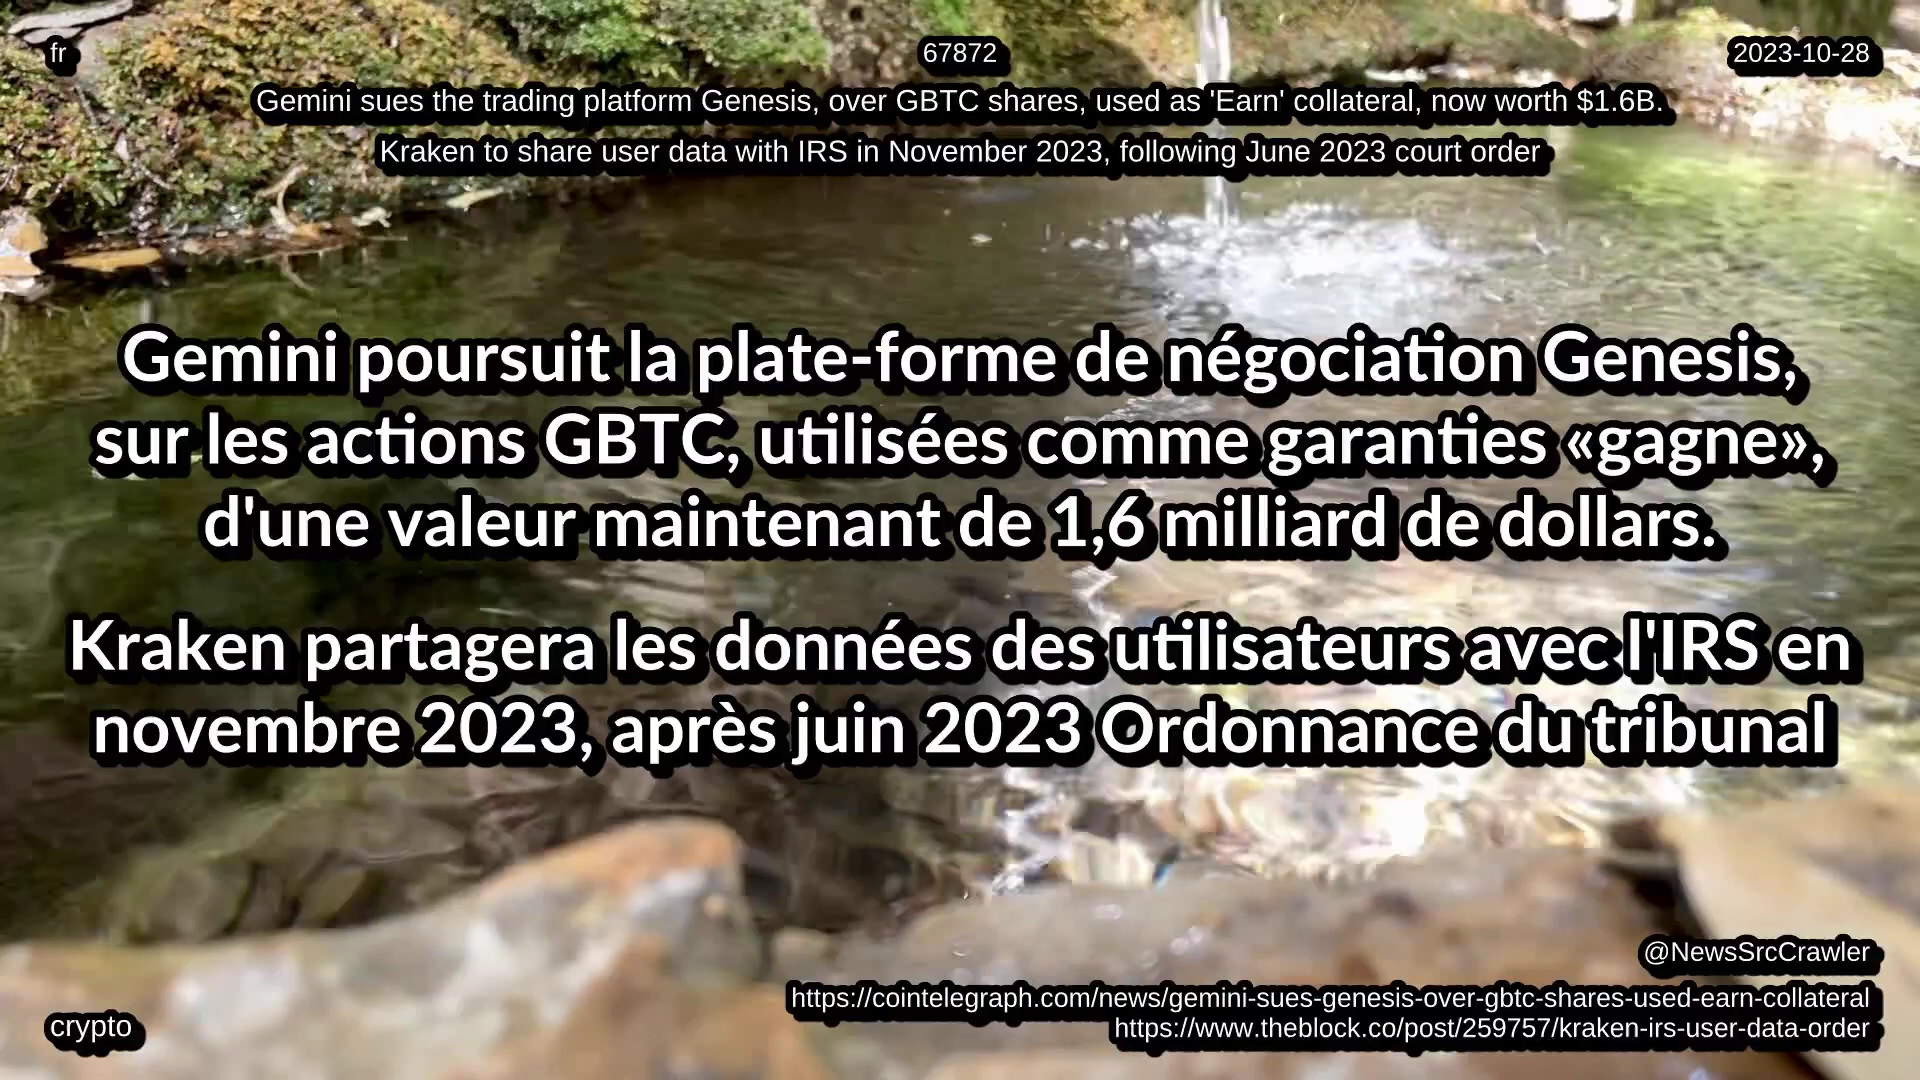 fr
67872
2023-10-28
Gemini sues the trading platform Genesis, over GBTC shares, used as 'Earn' collateral, now worth $1.6B.
Kraken to share user data with IRS in November 2023, following June 2023 court order
Gemini poursuit la plate-forme de négociation Genesis,
sur les actions GBTC, utilisées comme garanties «gagne»,
d'une valeur maintenant de 1,6 milliard de dollars.
Kraken partagera les données des utilisateurs avec l'IRS en
novembre 2023, après juin 2023 Ordonnance du tribunal
@NewsSrcCrawler
https://cointelegraph.com/news/gemini-sues-genesis-over-gbtc-shares-used-earn-collateral
https://www.theblock.co/post/259757/kraken-irs-user-data-order
crypto